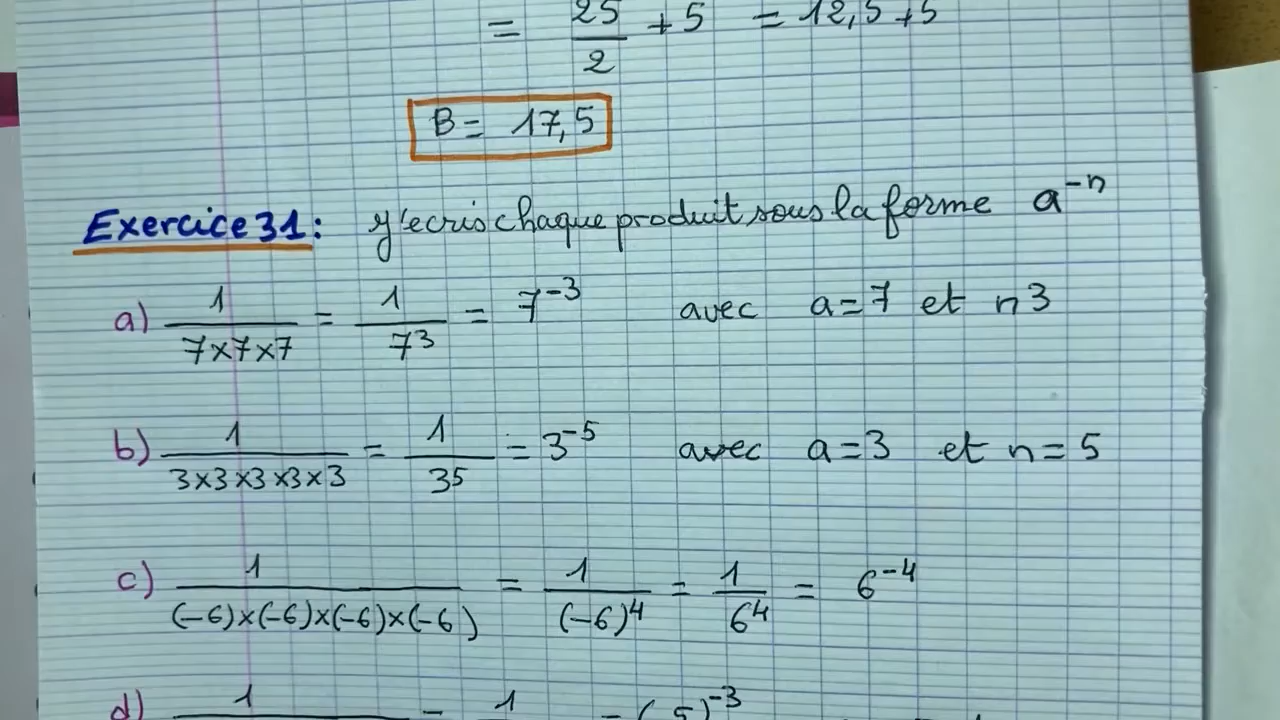 = 25/2 + 5 = 12,5 + 5
B = 17,5
Exercice 31 : J'ecris chaque produit sous la forme a⁻ⁿ
a) 1/(7×7×7) = 1/7³ = 7⁻³ avec a=7 et n3
b) 1/(3×3×3×3×3) = 1/35 = 3⁻⁵ avec a=3 et n=5
c) 1/((-6)×(-6)×(-6)×(-6)) = 1/(-6)⁴ = 1/6⁴ = 6⁻⁴
d) 1 = 1 = (5)⁻³